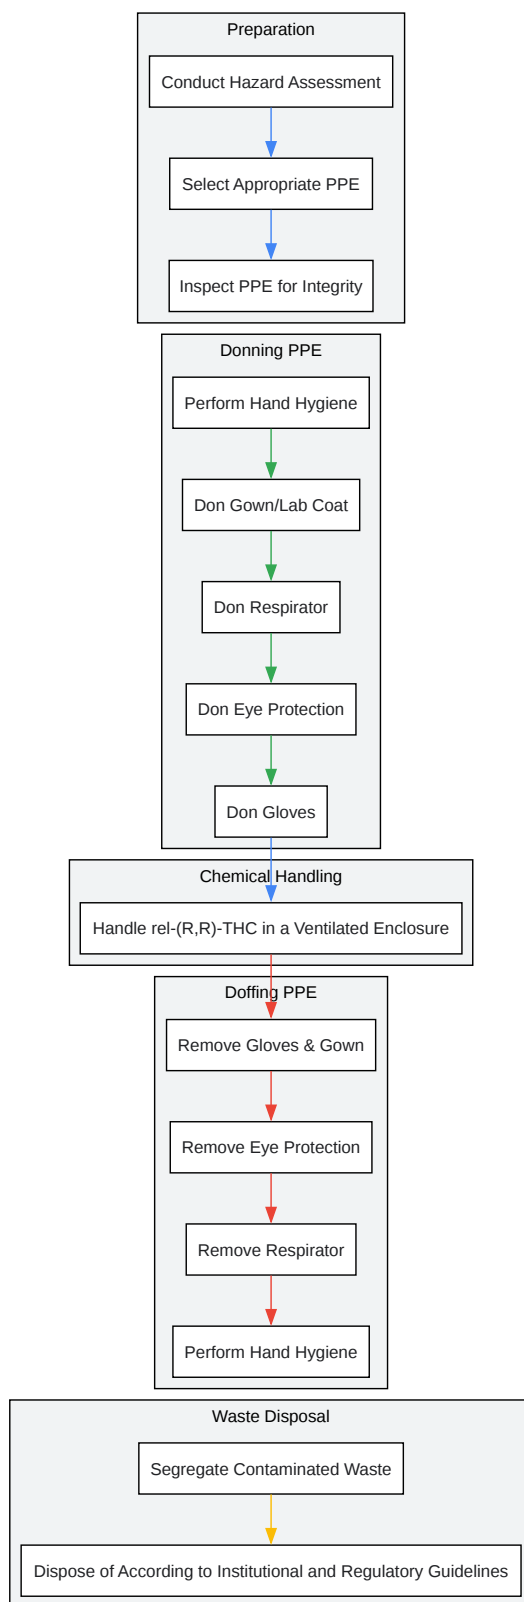 Preparation
Conduct Hazard Assessment
Select Appropriate PPE
Inspect PPE for Integrity
Donning PPE
Perform Hand Hygiene
Don Gown/Lab Coat
Don Respirator
Don Eye Protection
Don Gloves
Chemical Handling
Handle rel-(R,R)-THC in a Ventilated Enclosure
Doffing PPE
Remove Gloves & Gown
Remove Eye Protection
Remove Respirator
Perform Hand Hygiene
Waste Disposal
Segregate Contaminated Waste
Dispose of According to Institutional and Regulatory Guidelines